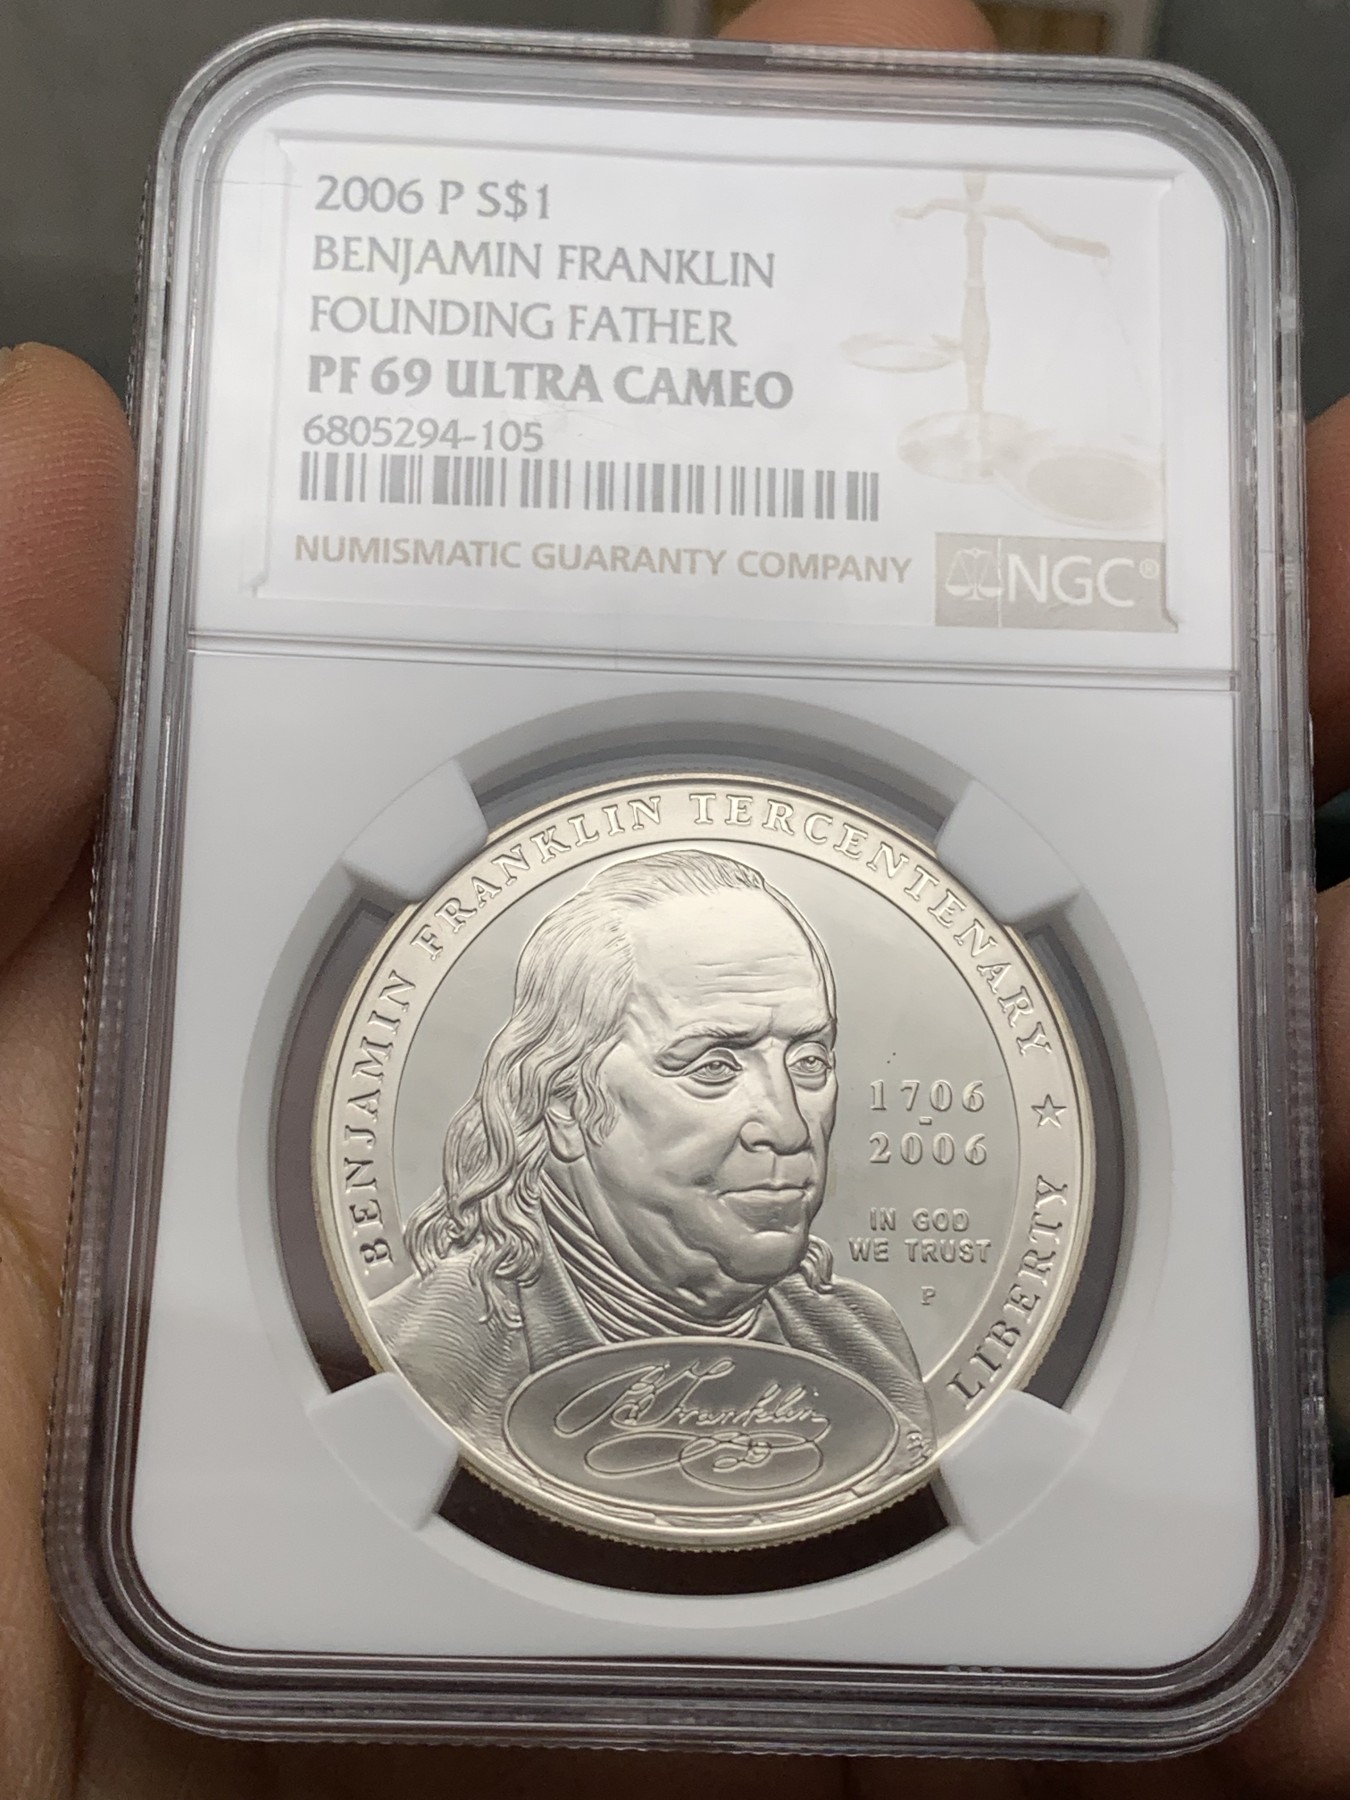 2006 P S$1
BENJAMIN FRANKLIN
FOUNDING FATHER
PF 69 ULTRA CAMEO
6805294-105
NUMISMATIC GUARANTY COMPANY
NGC®
BENJAMIN FRANKLIN TERCENTENARY ★ LIBERTY
1706
-
2006
IN GOD
WE TRUST
P
B Franklin